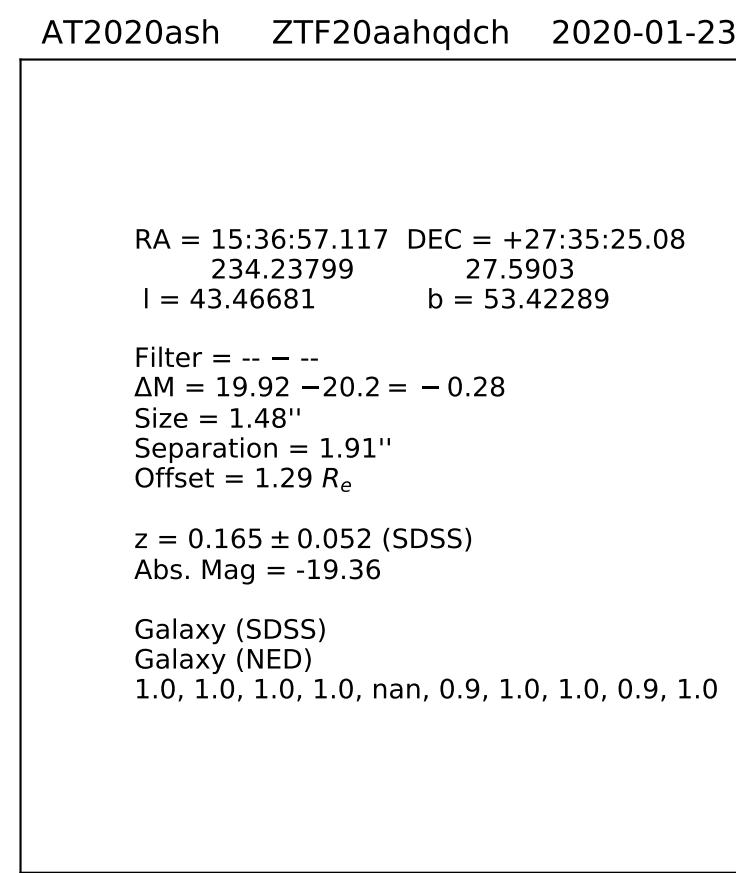 AT2020ash ZTF20aahqdch 2020-01-23
RA = 15:36:57.117 DEC = +27:35:25.08
234.23799 27.5903
l = 43.46681 b = 53.42289
Filter = -- − --
ΔM = 19.92 −20.2 = − 0.28
Size = 1.48''
Separation = 1.91''
Offset = 1.29 Re
z = 0.165 ± 0.052 (SDSS)
Abs. Mag = -19.36
Galaxy (SDSS)
Galaxy (NED)
1.0, 1.0, 1.0, 1.0, nan, 0.9, 1.0, 1.0, 0.9, 1.0